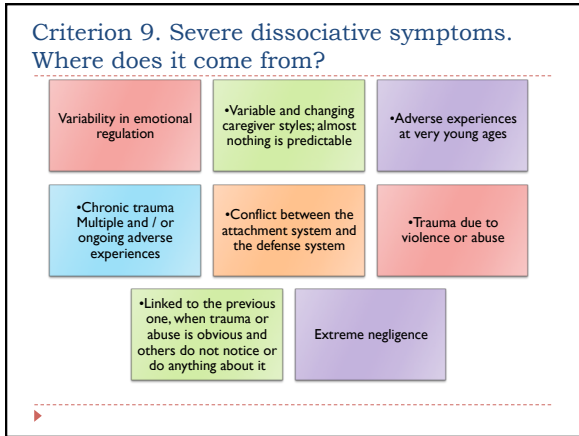 Criterion 9. Severe dissociative symptoms.
Where does it come from?
Variability in emotional
regulation
•Variable and changing
caregiver styles; almost
nothing is predictable
•Adverse experiences
at very young ages
•Chronic trauma
Multiple and / or
ongoing adverse
experiences
•Conflict between the
attachment system and
the defense system
•Trauma due to
violence or abuse
•Linked to the previous
one, when trauma or
abuse is obvious and
others do not notice or
do anything about it
Extreme negligence